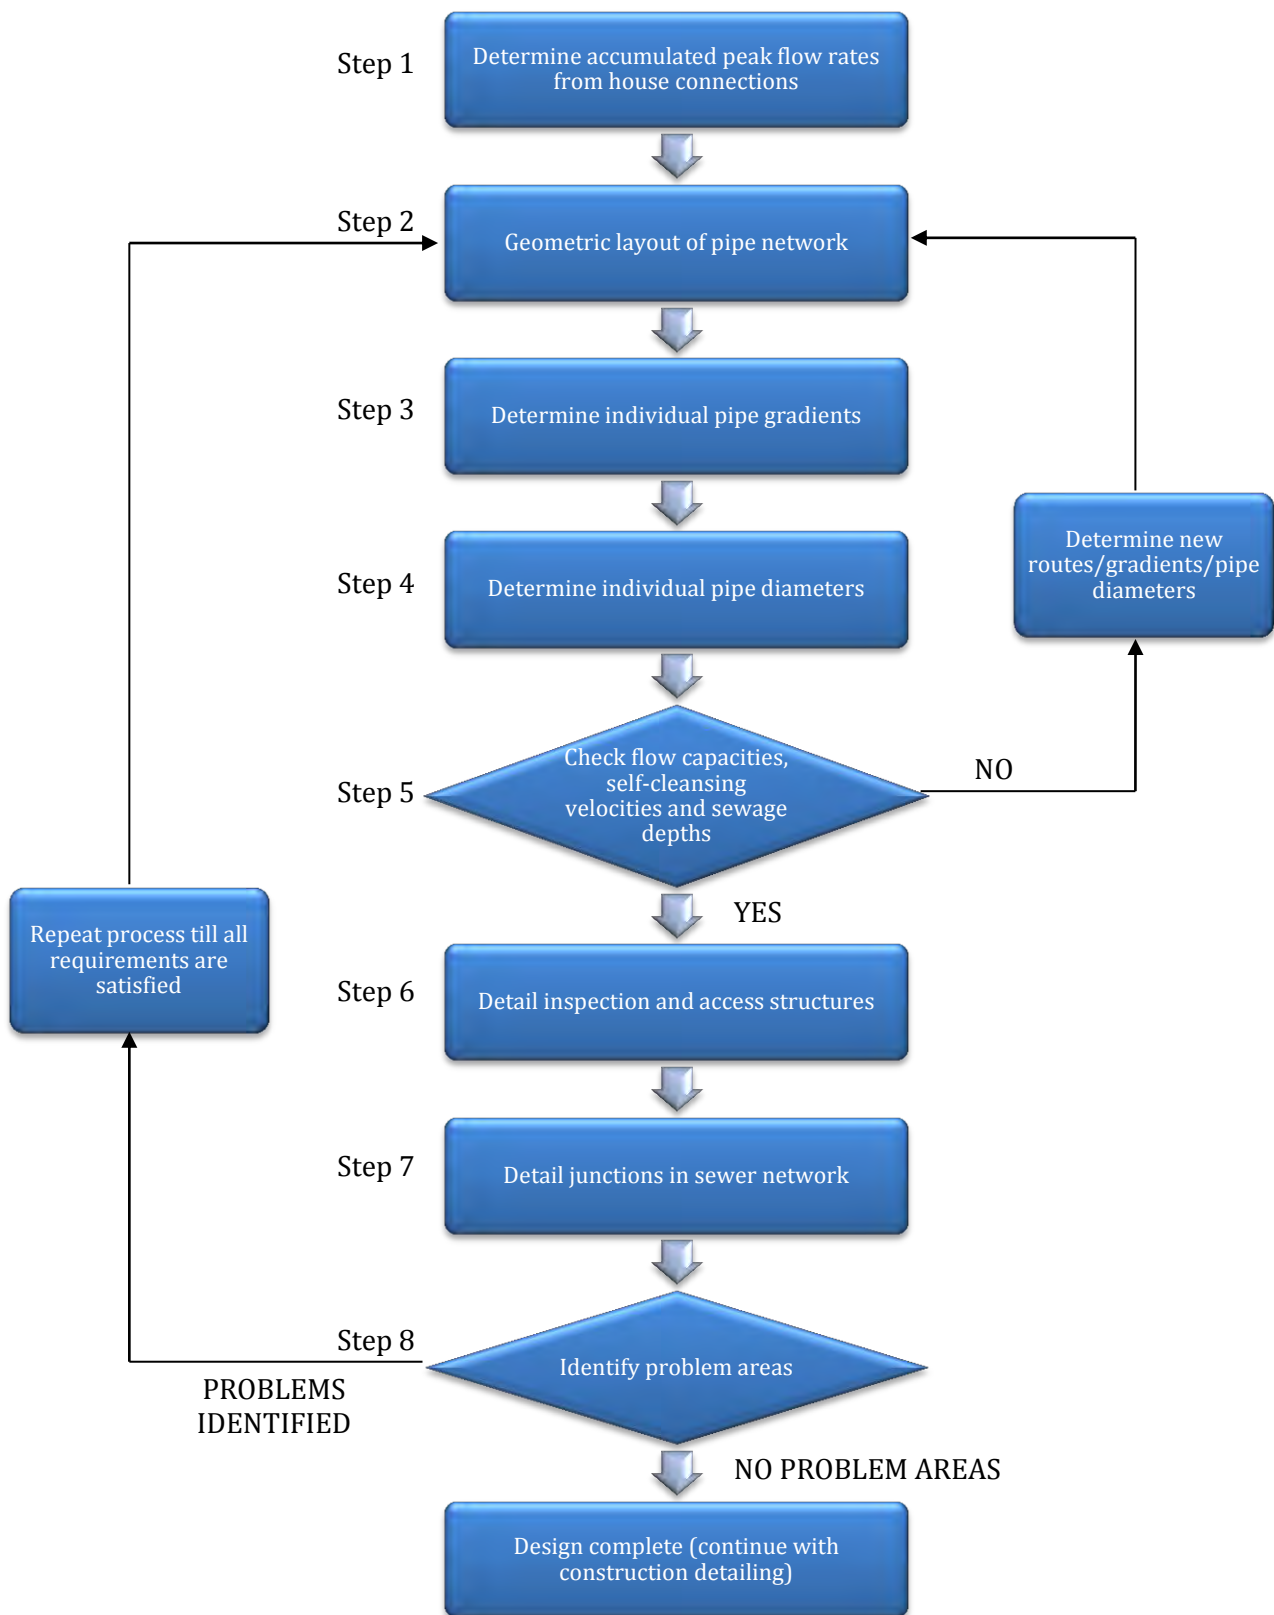 Step 1
Determine accumulated peak flow rates
from house connections
Step 2
Geometric layout of pipe network
Step 3
Determine individual pipe gradients
Step 4
Determine individual pipe diameters
Determine new
routes/gradients/pipe
diameters
Step 5
Check flow capacities,
self-cleansing
velocities and sewage
depths
NO
YES
Repeat process till all
requirements are
satisfied
Step 6
Detail inspection and access structures
Step 7
Detail junctions in sewer network
Step 8
Identify problem areas
PROBLEMS
IDENTIFIED
NO PROBLEM AREAS
Design complete (continue with
construction detailing)